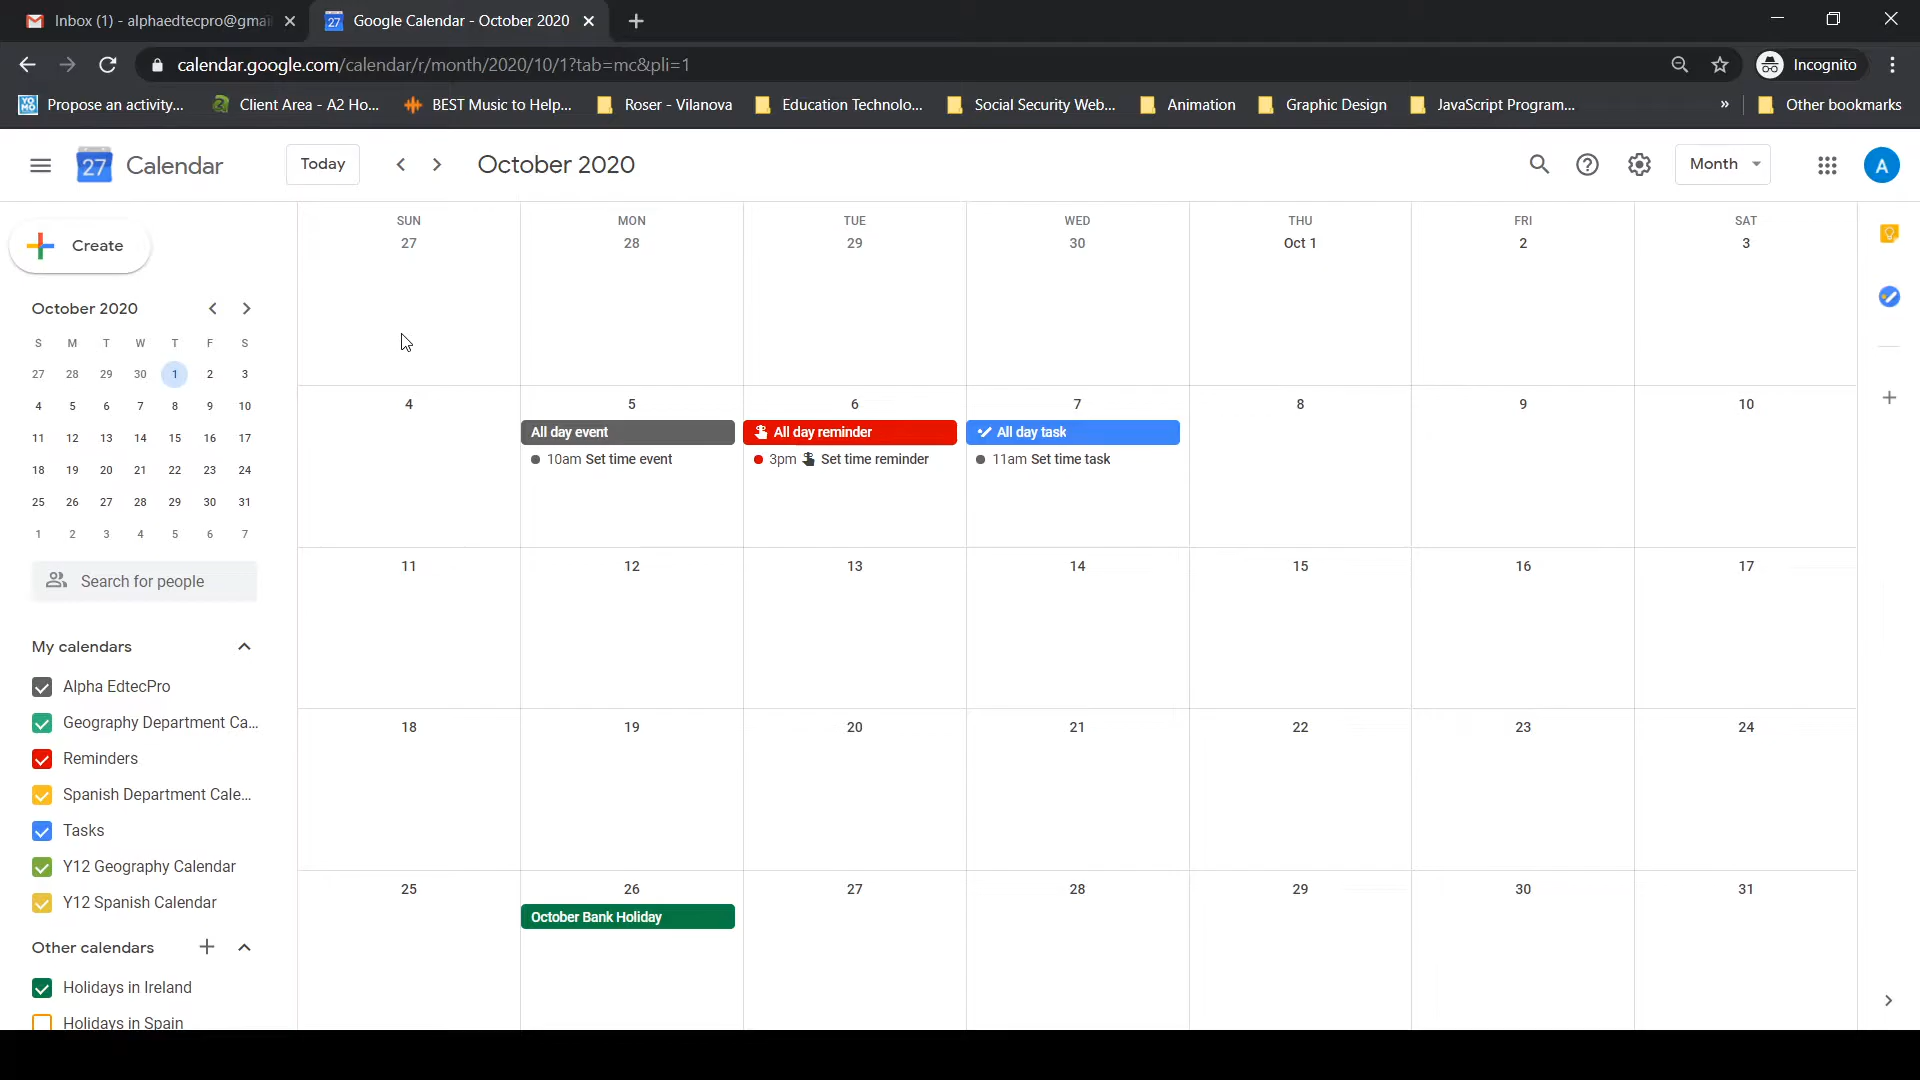 Inbox (1) - alphaedtecpro@gmai
Google Calendar - October 2020
calendar.google.com/calendar/r/month/2020/10/1?tab=mc&pli=1
Incognito
Propose an activity...
Client Area - A2 Ho...
BEST Music to Help...
Roser - Vilanova
Education Technolo...
Social Security Web...
Animation
Graphic Design
JavaScript Program...
»
Other bookmarks
27
Calendar
Today
October 2020
Month
A
Create
October 2020
S M T W T F S
27 28 29 30 1 2 3
4 5 6 7 8 9 10
11 12 13 14 15 16 17
18 19 20 21 22 23 24
25 26 27 28 29 30 31
1 2 3 4 5 6 7
Search for people
My calendars
Alpha EdtecPro
Geography Department Ca...
Reminders
Spanish Department Cale...
Tasks
Y12 Geography Calendar
Y12 Spanish Calendar
Other calendars
Holidays in Ireland
Holidays in Spain
SUN MON TUE WED THU FRI SAT
27 28 29 30 Oct 1 2 3
4 5 6 7 8 9 10
All day event
All day reminder
All day task
10am Set time event
3pm Set time reminder
11am Set time task
11 12 13 14 15 16 17
18 19 20 21 22 23 24
25 26 27 28 29 30 31
October Bank Holiday